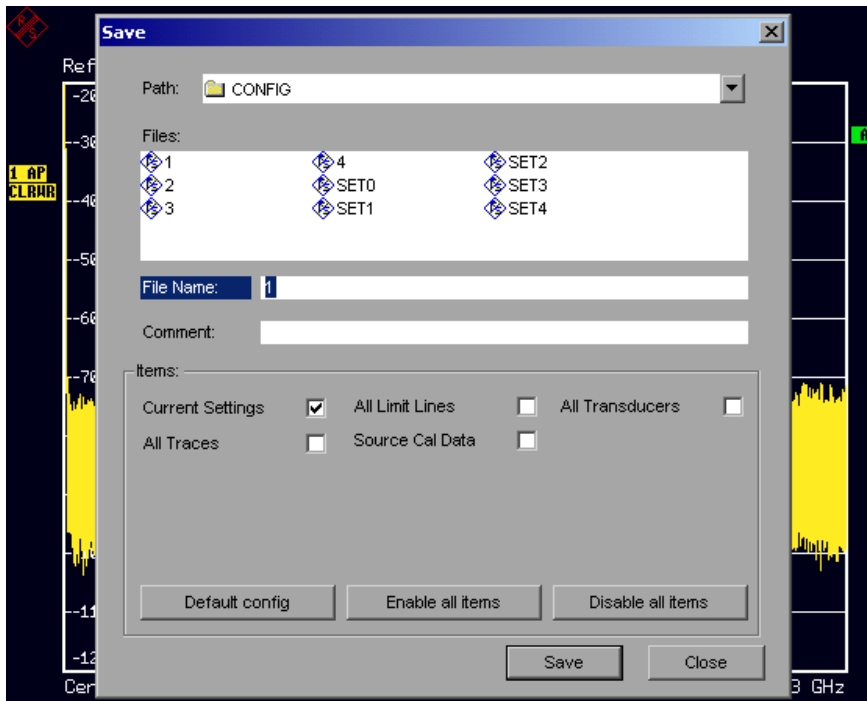 R
S
Save
Ref
Path: CONFIG
Files:
1 4 SET2
2 SET0 SET3
3 SET1 SET4
File Name: 1
Comment:
Items:
Current Settings All Limit Lines All Transducers
All Traces Source Cal Data
Default config Enable all items Disable all items
Save Close
1 AP
CLRWR
A
-20
-30
-40
-50
-60
-70
-11
-12
Cer
3 GHz